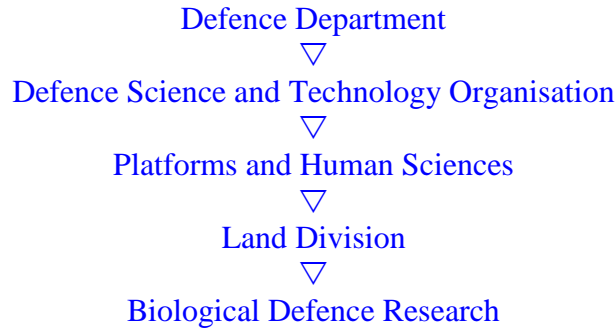 Defence Department
Defence Science and Technology Organisation
Platforms and Human Sciences
Land Division
Biological Defence Research